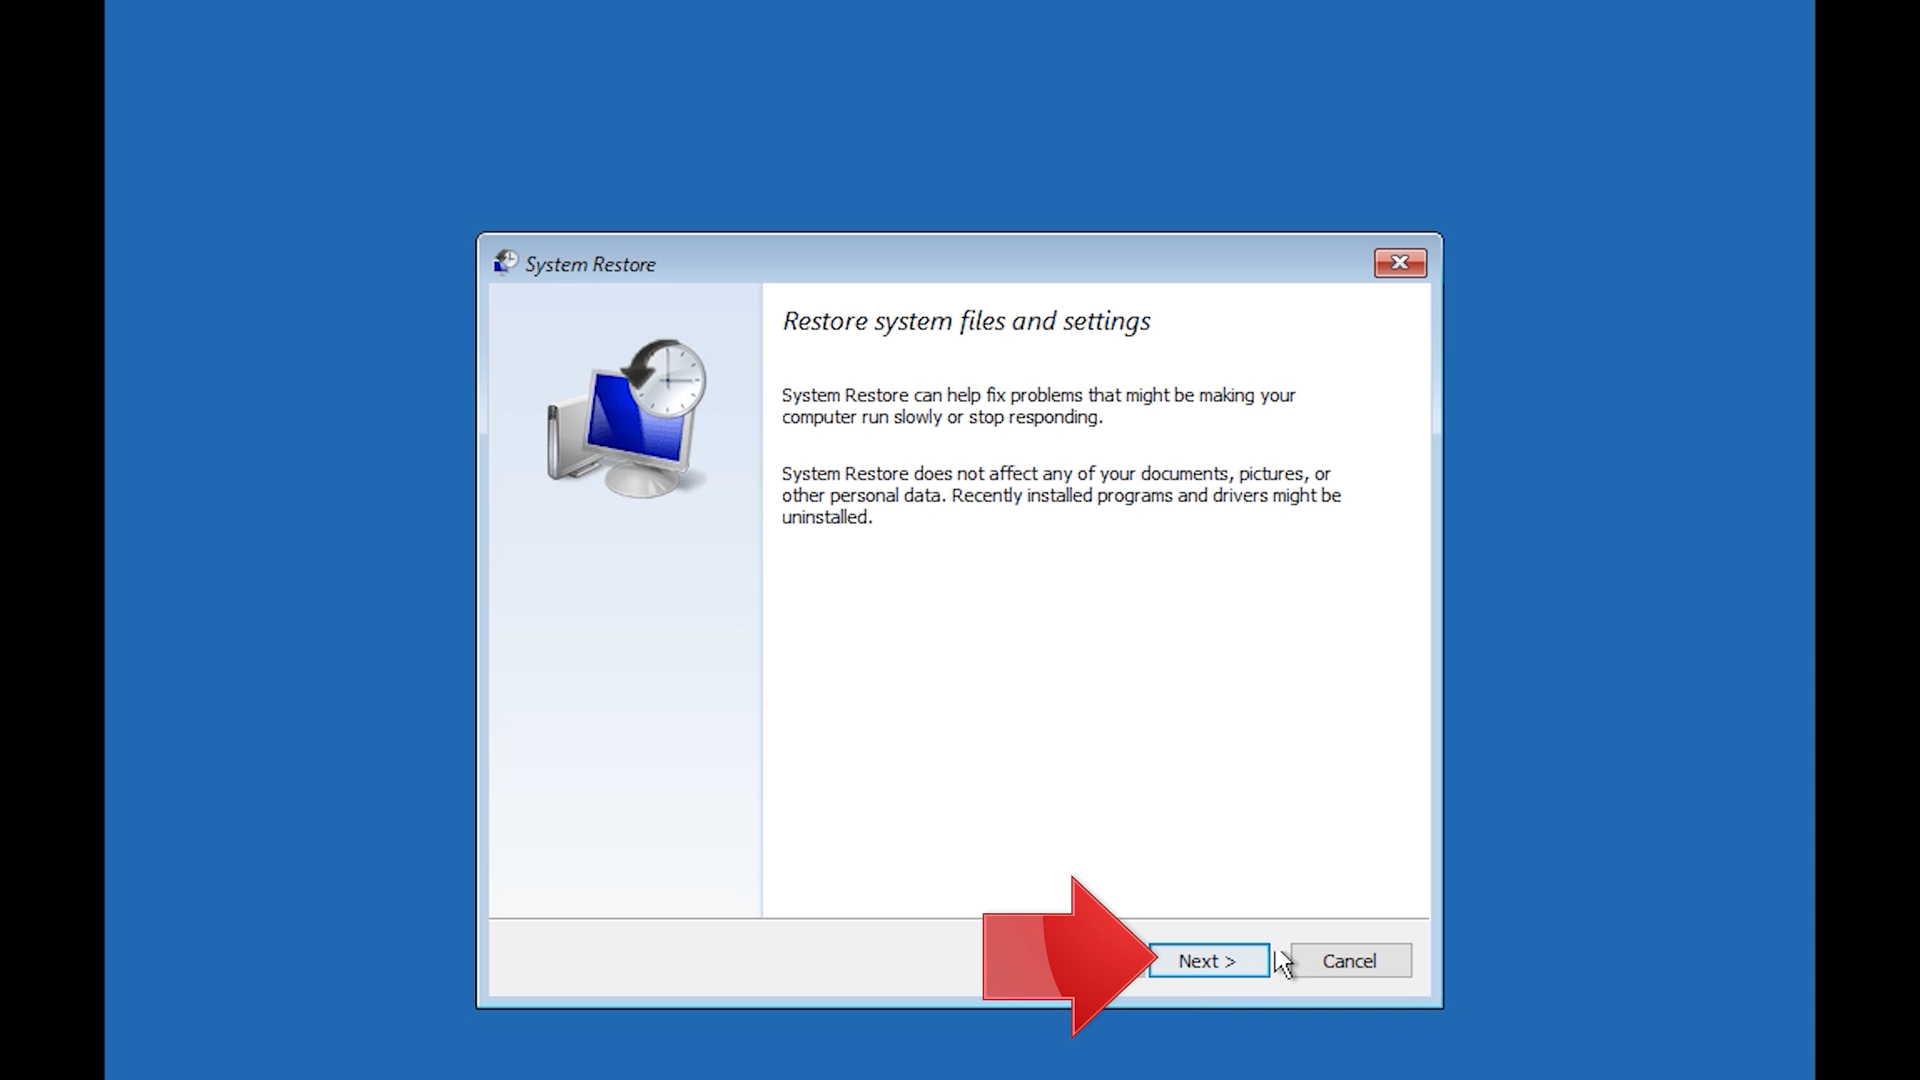 System Restore
Restore system files and settings
System Restore can help fix problems that might be making your
computer run slowly or stop responding.
System Restore does not affect any of your documents, pictures, or
other personal data. Recently installed programs and drivers might be
uninstalled.
Next >
Cancel